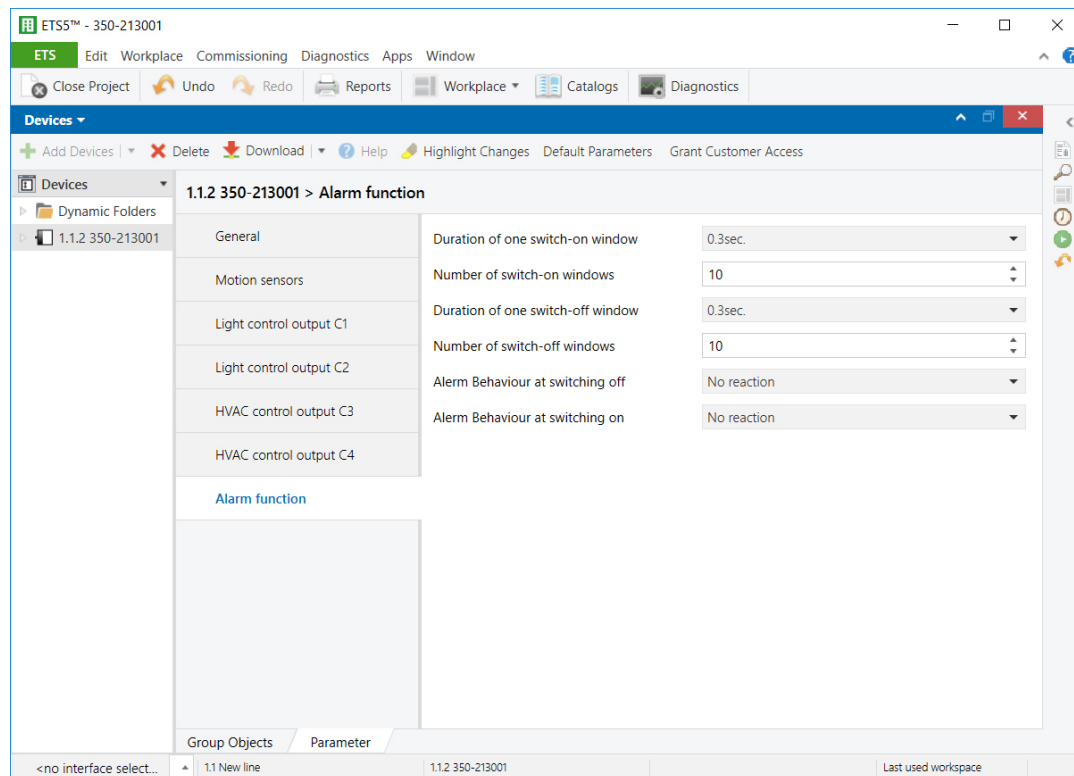 ETS5™ - 350-213001
ETS Edit Workplace Commissioning Diagnostics Apps Window
Close Project Undo Redo Reports Workplace Catalogs Diagnostics
Devices
Add Devices Delete Download Help Highlight Changes Default Parameters Grant Customer Access
Devices
Dynamic Folders
1.1.2 350-213001
1.1.2 350-213001 > Alarm function
General
Motion sensors
Light control output C1
Light control output C2
HVAC control output C3
HVAC control output C4
Alarm function
Duration of one switch-on window 0.3sec.
Number of switch-on windows 10
Duration of one switch-off window 0.3sec.
Number of switch-off windows 10
Alerm Behaviour at switching off No reaction
Alerm Behaviour at switching on No reaction
Group Objects Parameter
<no interface select... 1.1 New line 1.1.2 350-213001 Last used workspace